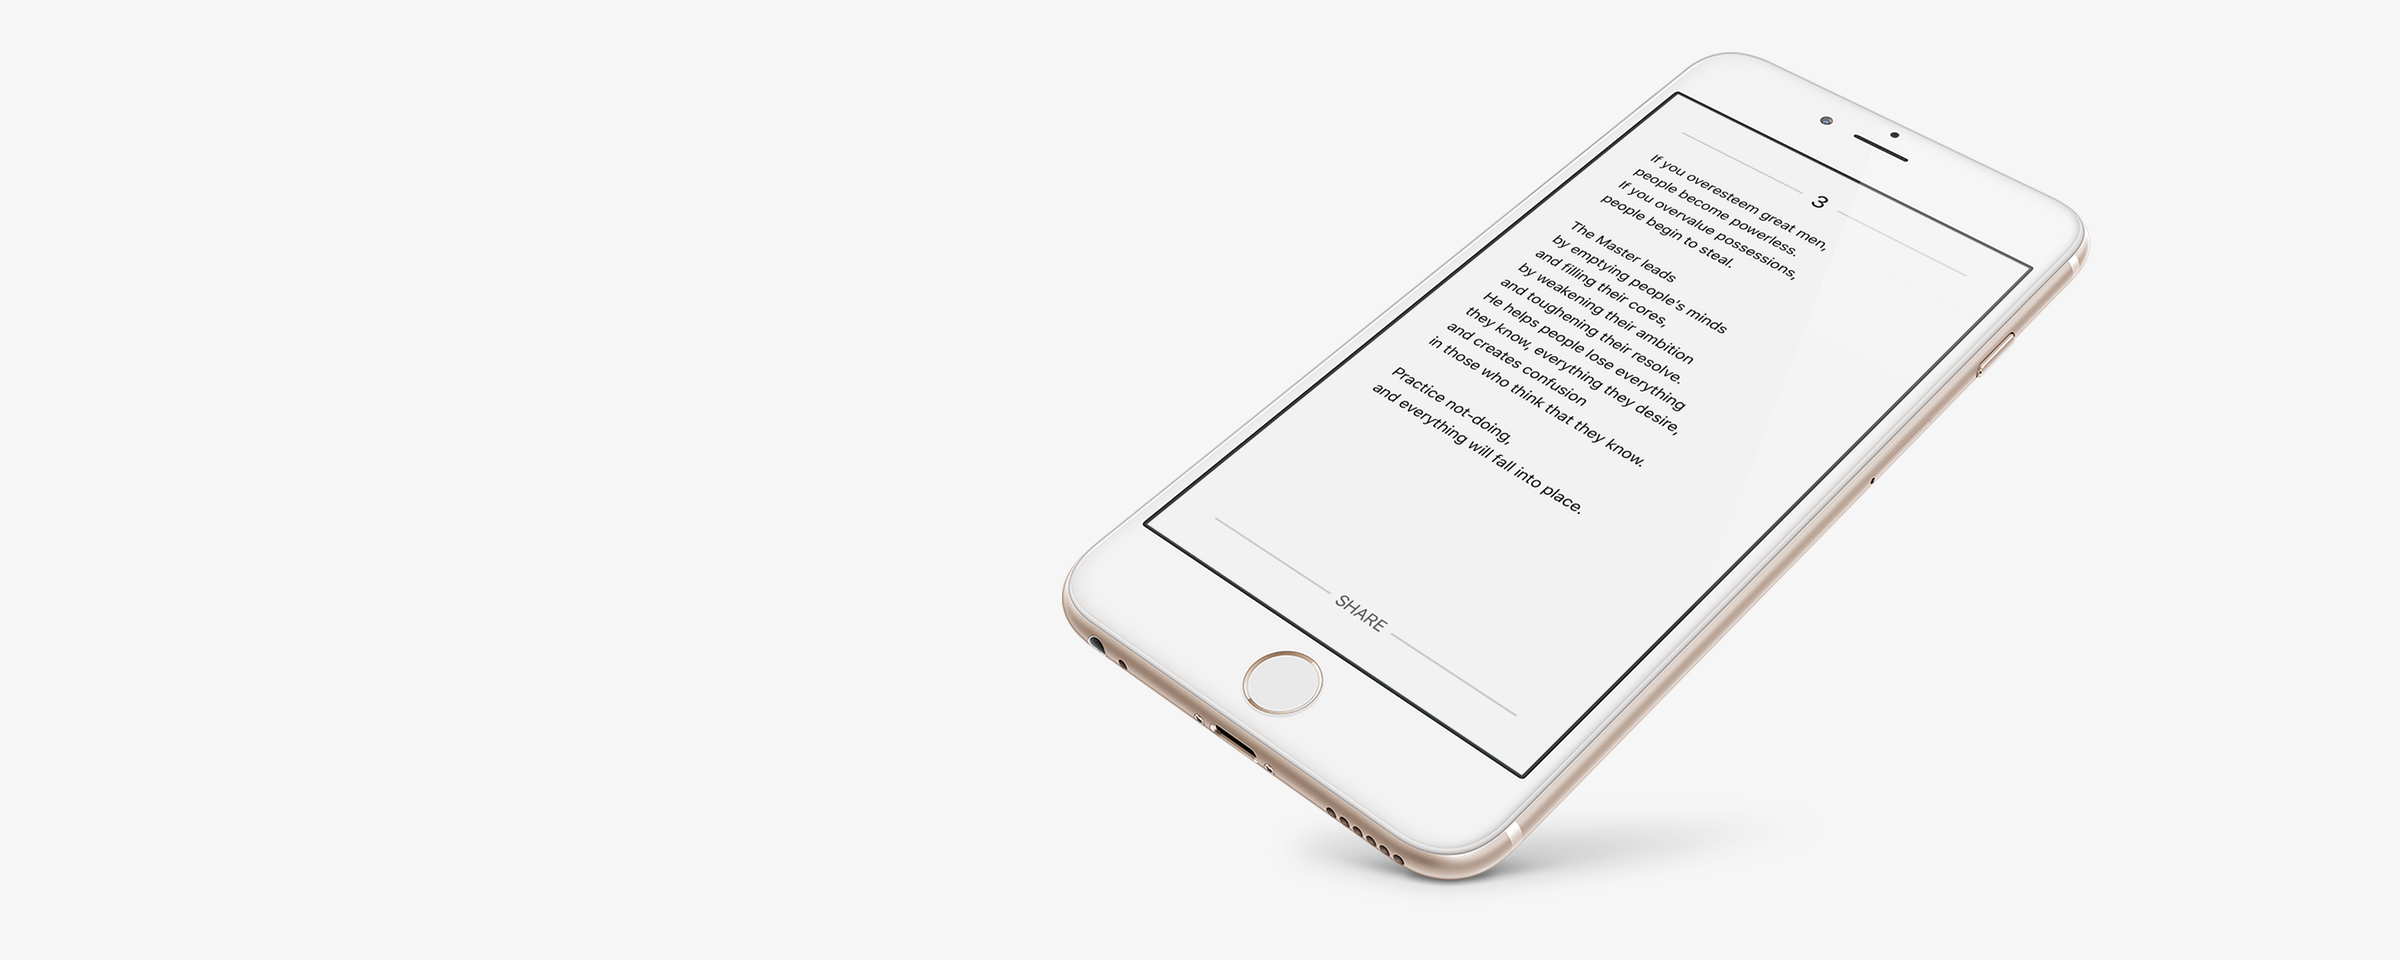 3
If you overesteem great men,
people become powerless.
If you overvalue possessions,
people begin to steal.
The Master leads
by emptying people's minds
and filling their cores,
by weakening their ambition
and toughening their resolve.
He helps people lose everything
they know, everything they desire,
and creates confusion
in those who think that they know.
Practice not-doing,
and everything will fall into place.
SHARE